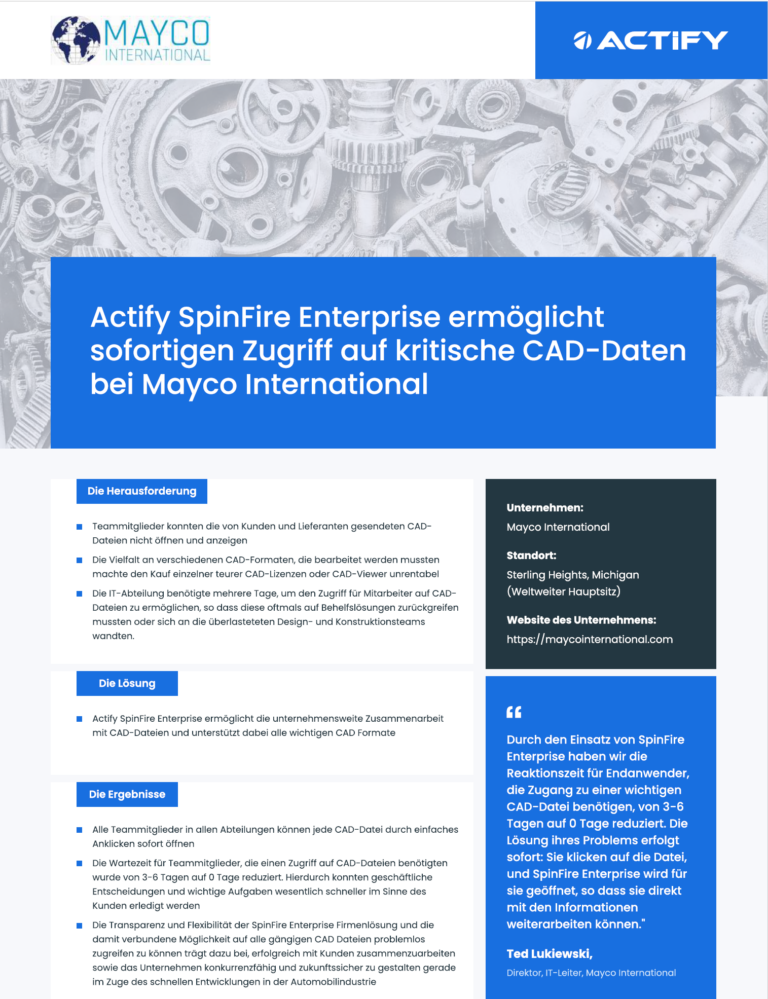 MAYCO
INTERNATIONAL
ACTiFY
Actify SpinFire Enterprise ermöglicht
sofortigen Zugriff auf kritische CAD-Daten
bei Mayco International
Die Herausforderung
Teammitglieder konnten die von Kunden und Lieferanten gesendeten CAD-
Dateien nicht öffnen und anzeigen
Die Vielfalt an verschiedenen CAD-Formaten, die bearbeitet werden mussten
machte den Kauf einzelner teurer CAD-Lizenzen oder CAD-Viewer unrentabel
Die IT-Abteilung benötigte mehrere Tage, um den Zugriff für Mitarbeiter auf CAD-
Dateien zu ermöglichen, so dass diese oftmals auf Behelfslösungen zurückgreifen
mussten oder sich an die überlasteteten Design- und Konstruktionsteams
wandten.
Die Lösung
Actify SpinFire Enterprise ermöglicht die unternehmensweite Zusammenarbeit
mit CAD-Dateien und unterstützt dabei alle wichtigen CAD Formate
Die Ergebnisse
Alle Teammitglieder in allen Abteilungen können jede CAD-Datei durch einfaches
Anklicken sofort öffnen
Die Wartezeit für Teammitglieder, die einen Zugriff auf CAD-Dateien benötigten
wurde von 3-6 Tagen auf 0 Tage reduziert. Hierdurch konnten geschäftliche
Entscheidungen und wichtige Aufgaben wesentlich schneller im Sinne des
Kunden erledigt werden
Die Transparenz und Flexibilität der SpinFire Enterprise Firmenlösung und die
damit verbundene Möglichkeit auf alle gängigen CAD Dateien problemlos
zugreifen zu können trägt dazu bei, erfolgreich mit Kunden zusammenzuarbeiten
sowie das Unternehmen konkurrenzfähig und zukunftssicher zu gestalten gerade
im Zuge des schnellen Entwicklungen in der Automobilindustrie
Unternehmen:
Mayco International
Standort:
Sterling Heights, Michigan
(Weltweiter Hauptsitz)
Website des Unternehmens:
https://maycointernational.com
“
Durch den Einsatz von SpinFire
Enterprise haben wir die
Reaktionszeit für Endanwender,
die Zugang zu einer wichtigen
CAD-Datei benötigen, von 3-6
Tagen auf 0 Tage reduziert. Die
Lösung ihres Problems erfolgt
sofort: Sie klicken auf die Datei,
und SpinFire Enterprise wird für
sie geöffnet, so dass sie direkt
mit den Informationen
weiterarbeiten können."
Ted Lukiewski,
Direktor, IT-Leiter, Mayco International